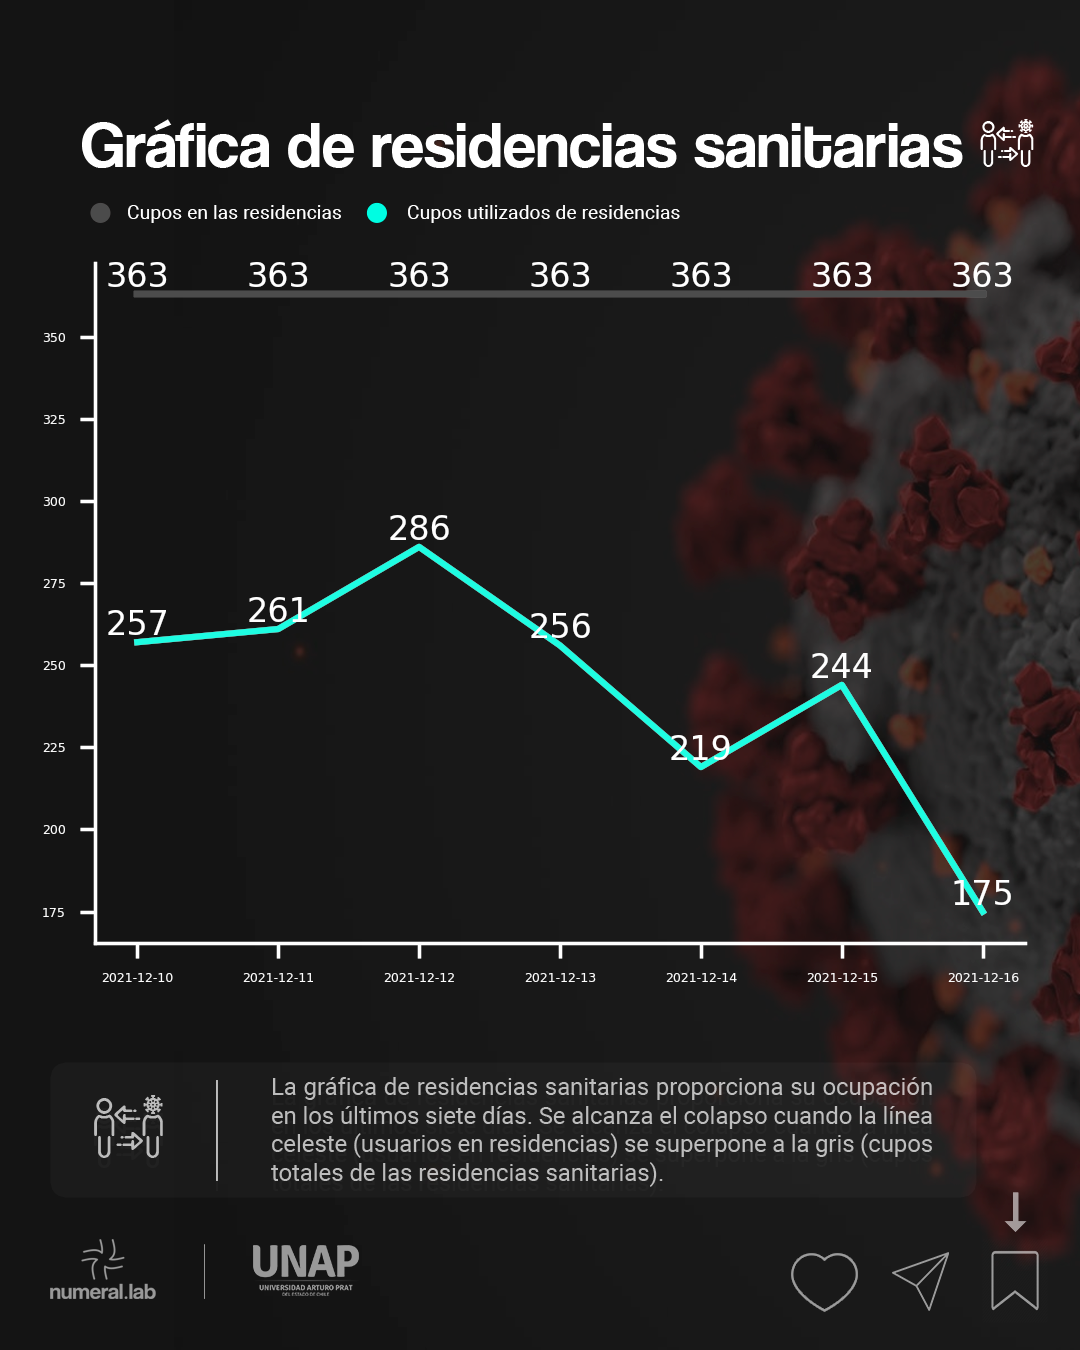 Gráfica de residencias sanitarias
Cupos en las residencias Cupos utilizados de residencias
363 363 363 363 363 363 363
350
325
300
286
275
261
257
256
250
244
225
219
200
175
175
2021-12-10 2021-12-11 2021-12-12 2021-12-13 2021-12-14 2021-12-15 2021-12-16
La gráfica de residencias sanitarias proporciona su ocupación
en los últimos siete días. Se alcanza el colapso cuando la línea
celeste (usuarios en residencias) se superpone a la gris (cupos
totales de las residencias sanitarias).
numeral.lab
UNAP
UNIVERSIDAD ARTURO PRAT
DEL ESTADO DE CHILE